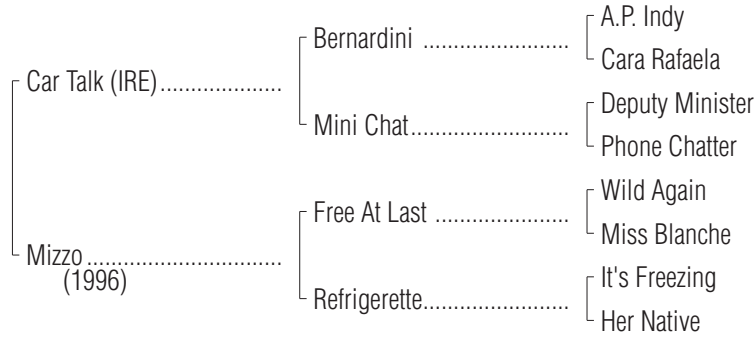 A.P. Indy
Bernardini ........................
Cara Rafaela
Car Talk (IRE)....................
Deputy Minister
Mini Chat..........................
Phone Chatter
Wild Again
Free At Last ......................
Miss Blanche
Mizzo ................................
(1996)
It's Freezing
Refrigerette........................
Her Native